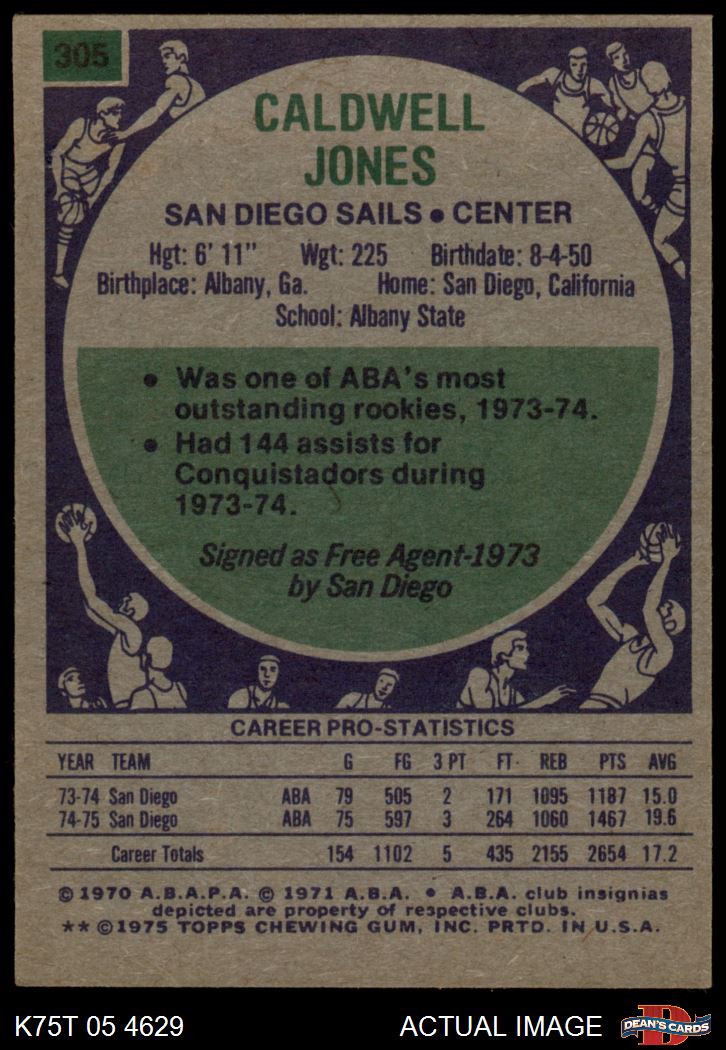 305
CALDWELL
JONES
SAN DIEGO SAILS • CENTER
Hgt: 6' 11" Wgt: 225 Birthdate: 8-4-50
Birthplace: Albany, Ga. Home: San Diego, California
School: Albany State
• Was one of ABA's most
outstanding rookies, 1973-74.
• Had 144 assists for
Conquistadors during
1973-74.
Signed as Free Agent-1973
by San Diego
CAREER PRO-STATISTICS
YEAR TEAM G FG 3 PT FT REB PTS AVG
73-74 San Diego ABA 79 505 2 171 1095 1187 15.0
74-75 San Diego ABA 75 597 3 264 1060 1467 19.6
Career Totals 154 1102 5 435 2155 2654 17.2
© 1970 A.B.A.P.A. © 1971 A.B.A. • A.B.A. club insignias
depicted are property of respective clubs.
** © 1975 TOPPS CHEWING GUM, INC. PRTD. IN U.S.A.
K75T 05 4629 ACTUAL IMAGE
D
DEAN'S CARDS